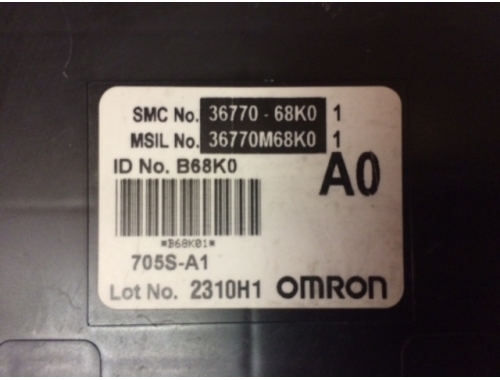 SMC No. 36770 - 68K0 1
MSIL No. 36770M68K0 1
ID No. B68K0 A0
*B68K01*
705S-A1
Lot No. 2310H1 OMRON